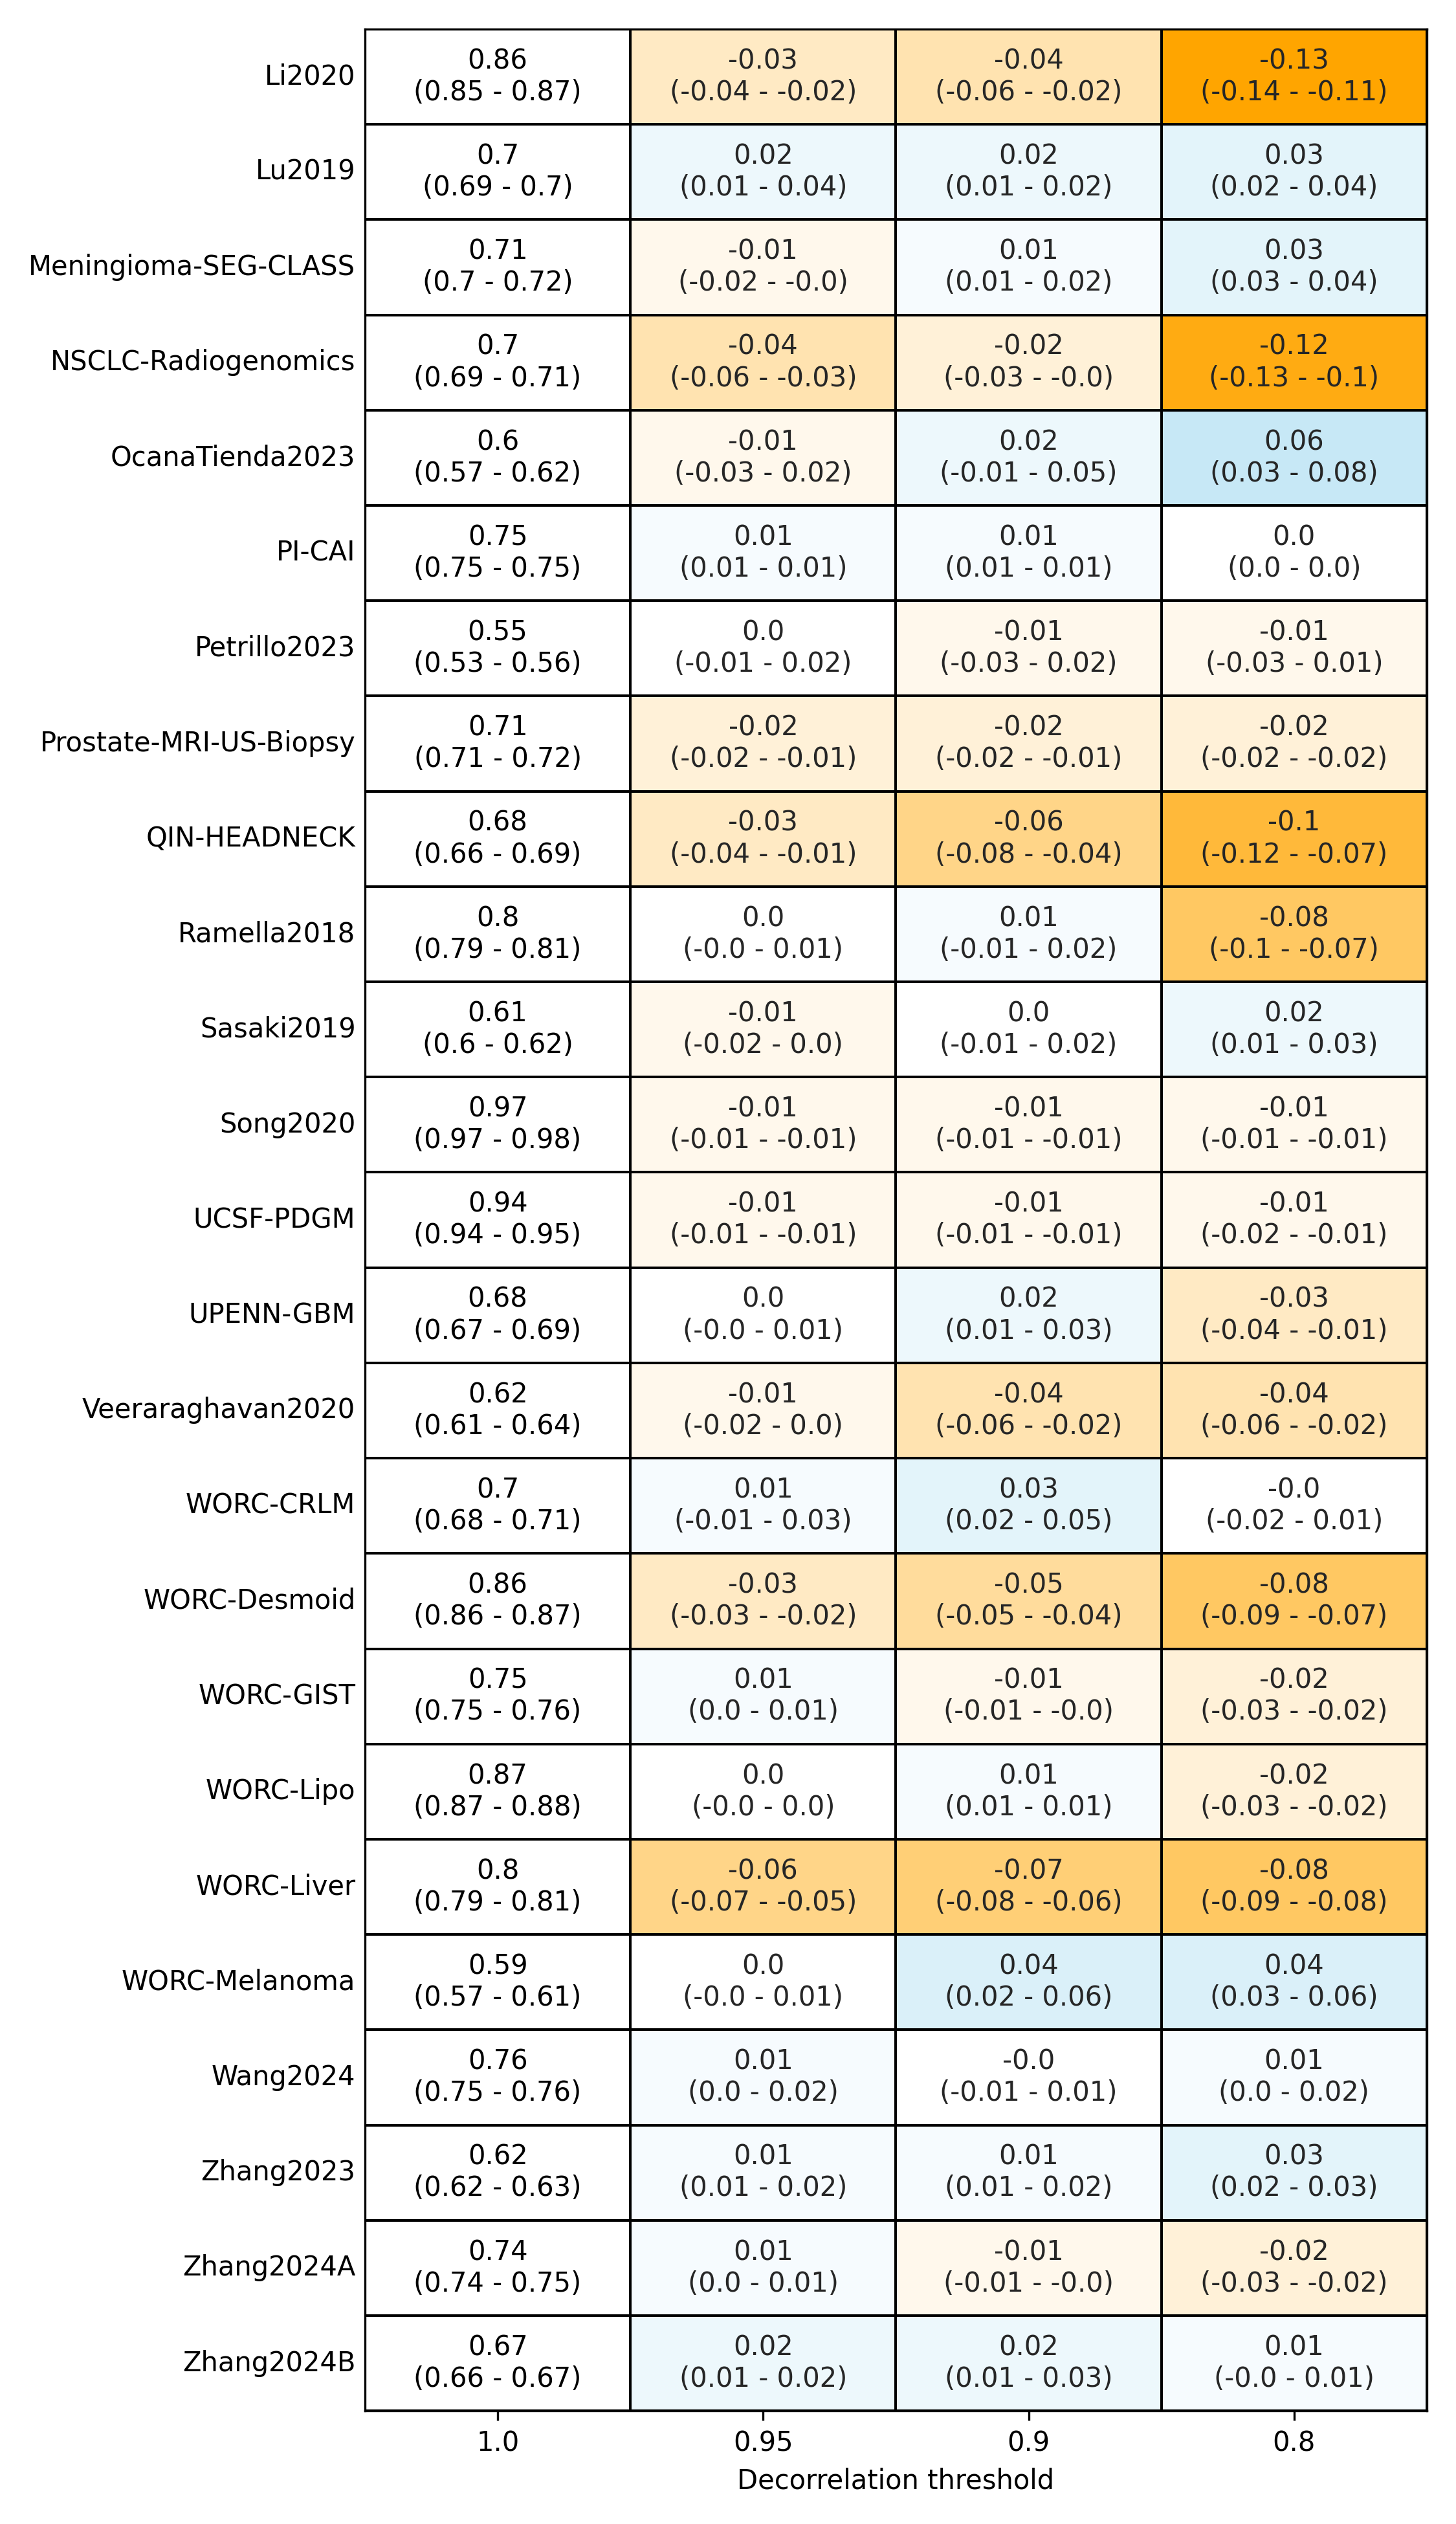 Li2020 0.86 -0.03 -0.04 -0.13
(0.85 - 0.87) (-0.04 - -0.02) (-0.06 - -0.02) (-0.14 - -0.11)
Lu2019 0.7 0.02 0.02 0.03
(0.69 - 0.7) (0.01 - 0.04) (0.01 - 0.02) (0.02 - 0.04)
Meningioma-SEG-CLASS 0.71 -0.01 0.01 0.03
(0.7 - 0.72) (-0.02 - -0.0) (0.01 - 0.02) (0.03 - 0.04)
NSCLC-Radiogenomics 0.7 -0.04 -0.02 -0.12
(0.69 - 0.71) (-0.06 - -0.03) (-0.03 - -0.0) (-0.13 - -0.1)
OcanaTienda2023 0.6 -0.01 0.02 0.06
(0.57 - 0.62) (-0.03 - 0.02) (-0.01 - 0.05) (0.03 - 0.08)
PI-CAI 0.75 0.01 0.01 0.0
(0.75 - 0.75) (0.01 - 0.01) (0.01 - 0.01) (0.0 - 0.0)
Petrillo2023 0.55 0.0 -0.01 -0.01
(0.53 - 0.56) (-0.01 - 0.02) (-0.03 - 0.02) (-0.03 - 0.01)
Prostate-MRI-US-Biopsy 0.71 -0.02 -0.02 -0.02
(0.71 - 0.72) (-0.02 - -0.01) (-0.02 - -0.01) (-0.02 - -0.02)
QIN-HEADNECK 0.68 -0.03 -0.06 -0.1
(0.66 - 0.69) (-0.04 - -0.01) (-0.08 - -0.04) (-0.12 - -0.07)
Ramella2018 0.8 0.0 0.01 -0.08
(0.79 - 0.81) (-0.0 - 0.01) (-0.01 - 0.02) (-0.1 - -0.07)
Sasaki2019 0.61 -0.01 0.0 0.02
(0.6 - 0.62) (-0.02 - 0.0) (-0.01 - 0.02) (0.01 - 0.03)
Song2020 0.97 -0.01 -0.01 -0.01
(0.97 - 0.98) (-0.01 - -0.01) (-0.01 - -0.01) (-0.01 - -0.01)
UCSF-PDGM 0.94 -0.01 -0.01 -0.01
(0.94 - 0.95) (-0.01 - -0.01) (-0.01 - -0.01) (-0.02 - -0.01)
UPENN-GBM 0.68 0.0 0.02 -0.03
(0.67 - 0.69) (-0.0 - 0.01) (0.01 - 0.03) (-0.04 - -0.01)
Veeraraghavan2020 0.62 -0.01 -0.04 -0.04
(0.61 - 0.64) (-0.02 - 0.0) (-0.06 - -0.02) (-0.06 - -0.02)
WORC-CRLM 0.7 0.01 0.03 -0.0
(0.68 - 0.71) (-0.01 - 0.03) (0.02 - 0.05) (-0.02 - 0.01)
WORC-Desmoid 0.86 -0.03 -0.05 -0.08
(0.86 - 0.87) (-0.03 - -0.02) (-0.05 - -0.04) (-0.09 - -0.07)
WORC-GIST 0.75 0.01 -0.01 -0.02
(0.75 - 0.76) (0.0 - 0.01) (-0.01 - -0.0) (-0.03 - -0.02)
WORC-Lipo 0.87 0.0 0.01 -0.02
(0.87 - 0.88) (-0.0 - 0.0) (0.01 - 0.01) (-0.03 - -0.02)
WORC-Liver 0.8 -0.06 -0.07 -0.08
(0.79 - 0.81) (-0.07 - -0.05) (-0.08 - -0.06) (-0.09 - -0.08)
WORC-Melanoma 0.59 0.0 0.04 0.04
(0.57 - 0.61) (-0.0 - 0.01) (0.02 - 0.06) (0.03 - 0.06)
Wang2024 0.76 0.01 -0.0 0.01
(0.75 - 0.76) (0.0 - 0.02) (-0.01 - 0.01) (0.0 - 0.02)
Zhang2023 0.62 0.01 0.01 0.03
(0.62 - 0.63) (0.01 - 0.02) (0.01 - 0.02) (0.02 - 0.03)
Zhang2024A 0.74 0.01 -0.01 -0.02
(0.74 - 0.75) (0.0 - 0.01) (-0.01 - -0.0) (-0.03 - -0.02)
Zhang2024B 0.67 0.02 0.02 0.01
(0.66 - 0.67) (0.01 - 0.02) (0.01 - 0.03) (-0.0 - 0.01)
1.0 0.95 0.9 0.8
Decorrelation threshold